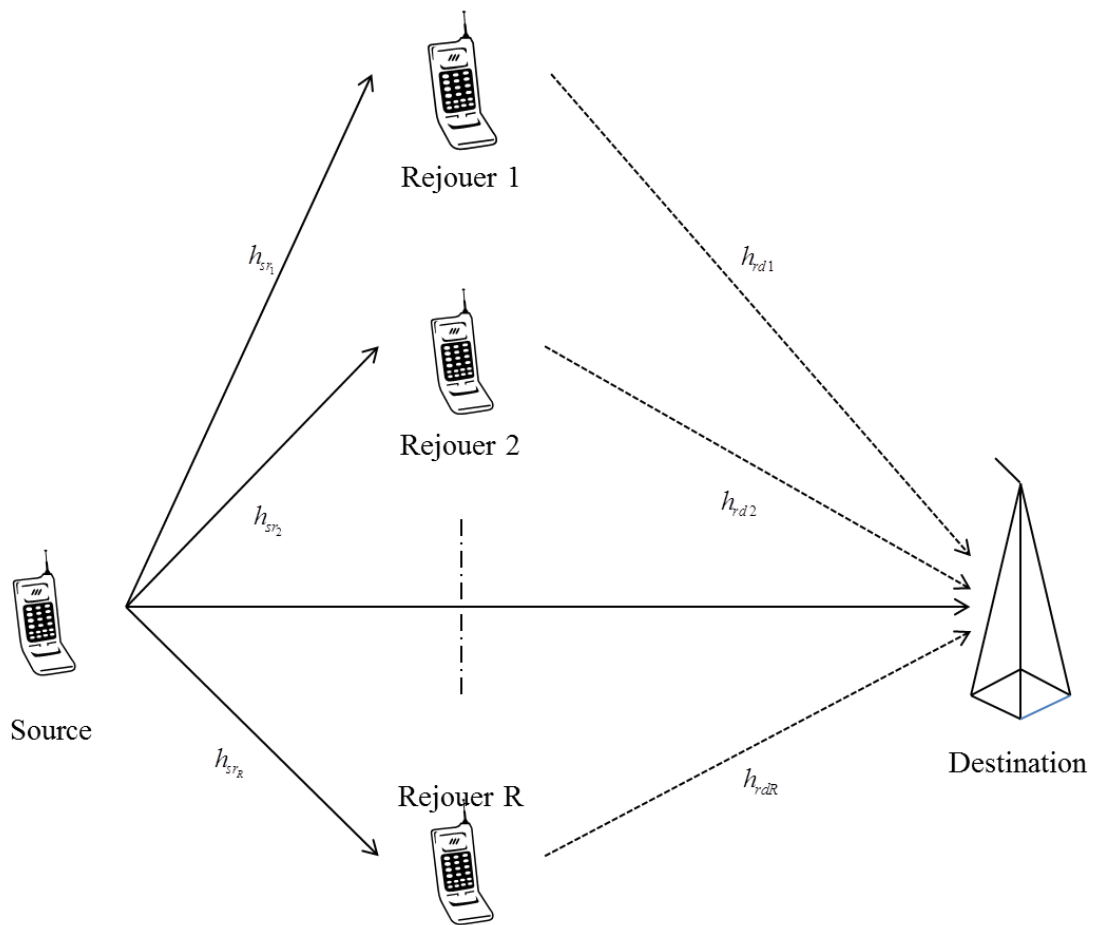 Rejouer 1
h_{sr_1}
h_{rd1}
Rejouer 2
h_{sr_2}
h_{rd2}
Source
Destination
h_{sr_R}
Rejouer R
h_{rdR}